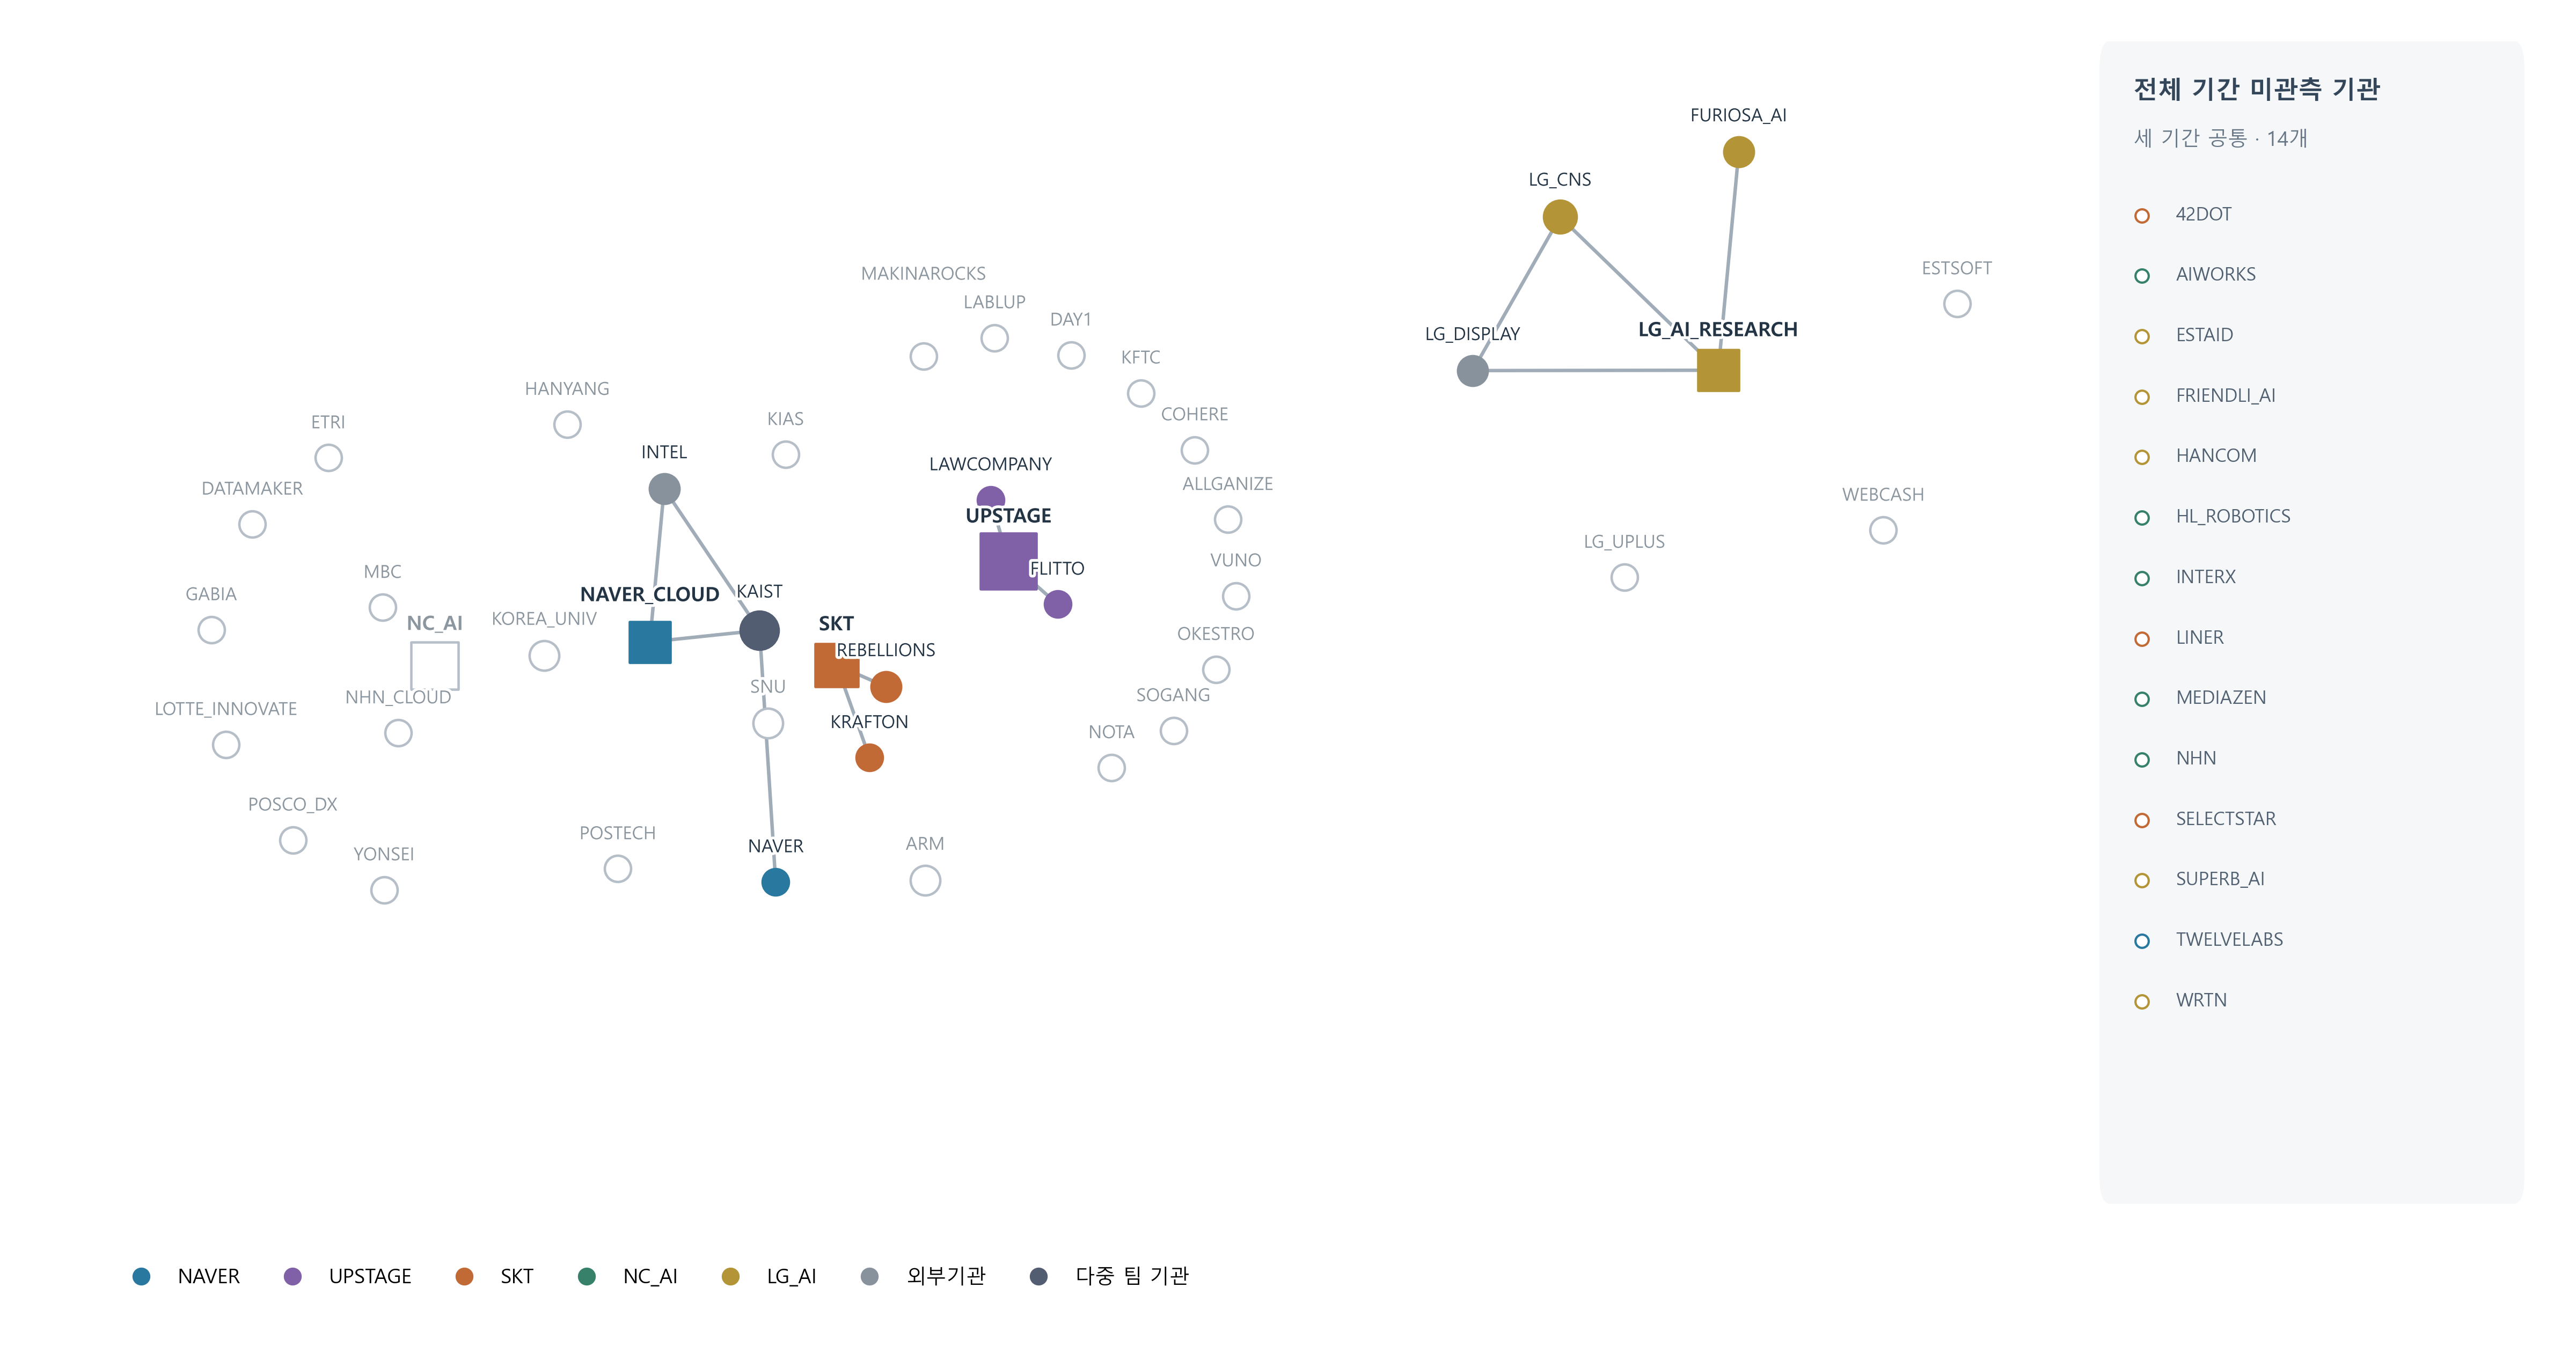 FURIOSA_AI
LG_CNS
MAKINAROCKS
ESTSOFT
LABLUP
DAY1
LG_DISPLAY
LG_AI_RESEARCH
KFTC
HANYANG
COHERE
ETRI
KIAS
INTEL
LAWCOMPANY
ALLGANIZE
DATAMAKER
WEBCASH
UPSTAGE
LG_UPLUS
VUNO
FLITTO
MBC
GABIA
NAVER_CLOUD
KAIST
NC_AI
KOREA_UNIV
SKT
OKESTRO
REBELLIONS
SNU
SOGANG
NHN_CLOUD
LOTTE_INNOVATE
KRAFTON
NOTA
POSCO_DX
POSTECH
ARM
NAVER
YONSEI
전체 기간 미관측 기관
세 기간 공통 · 14개
42DOT
AIWORKS
ESTAID
FRIENDLI_AI
HANCOM
HL_ROBOTICS
INTERX
LINER
MEDIAZEN
NHN
SELECTSTAR
SUPERB_AI
TWELVELABS
WRTN
NAVER
UPSTAGE
SKT
NC_AI
LG_AI
외부기관
다중 팀 기관